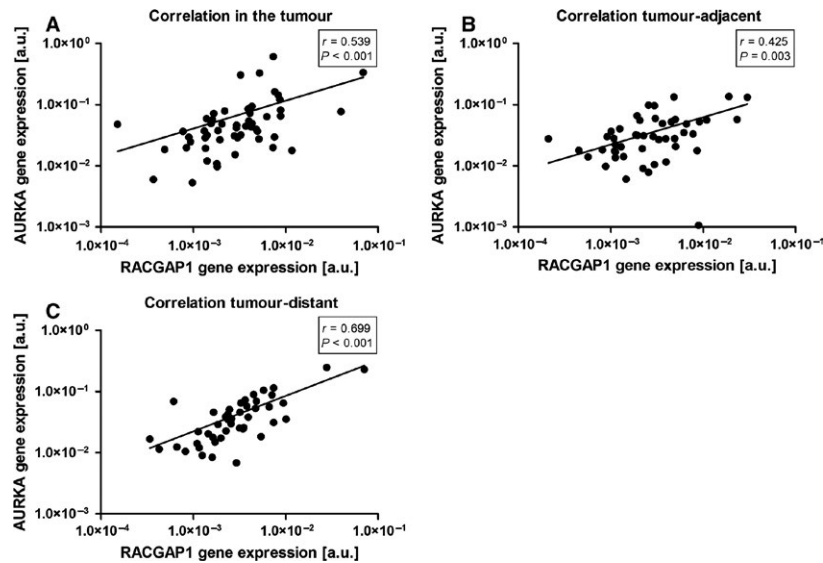 A
Correlation in the tumour
r = 0.539
P < 0.001
AURKA gene expression [a.u.]
1.0×10⁰
1.0×10⁻¹
1.0×10⁻²
1.0×10⁻³
1.0×10⁻⁴ 1.0×10⁻³ 1.0×10⁻² 1.0×10⁻¹
RACGAP1 gene expression [a.u.]
B
Correlation tumour-adjacent
r = 0.425
P = 0.003
AURKA gene expression [a.u.]
1.0×10⁰
1.0×10⁻¹
1.0×10⁻²
1.0×10⁻³
1.0×10⁻⁴ 1.0×10⁻³ 1.0×10⁻² 1.0×10⁻¹
RACGAP1 gene expression [a.u.]
C
Correlation tumour-distant
r = 0.699
P < 0.001
AURKA gene expression [a.u.]
1.0×10⁰
1.0×10⁻¹
1.0×10⁻²
1.0×10⁻³
1.0×10⁻⁴ 1.0×10⁻³ 1.0×10⁻² 1.0×10⁻¹
RACGAP1 gene expression [a.u.]